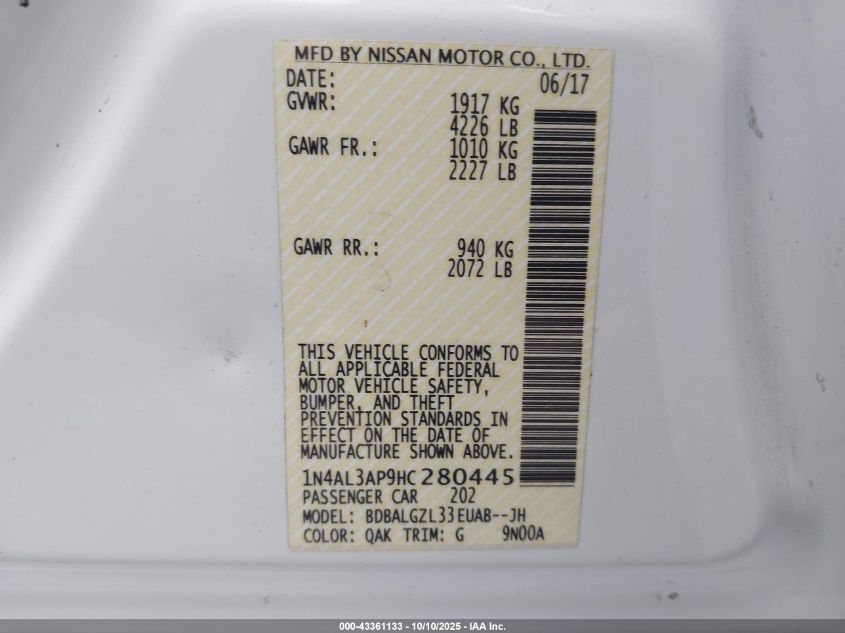 MFD BY NISSAN MOTOR CO., LTD.
DATE: 06/17
GVWR: 1917 KG
4226 LB
GAWR FR.: 1010 KG
2227 LB
GAWR RR.: 940 KG
2072 LB
THIS VEHICLE CONFORMS TO
ALL APPLICABLE FEDERAL
MOTOR VEHICLE SAFETY,
BUMPER, AND THEFT
PREVENTION STANDARDS IN
EFFECT ON THE DATE OF
MANUFACTURE SHOWN ABOVE.
1N4AL3AP9HC280445
PASSENGER CAR 202
MODEL: BDBALGZL33EUAB--JH
COLOR: QAK TRIM: G 9N00A
000-43361133 - 10/10/2025 - IAA Inc.